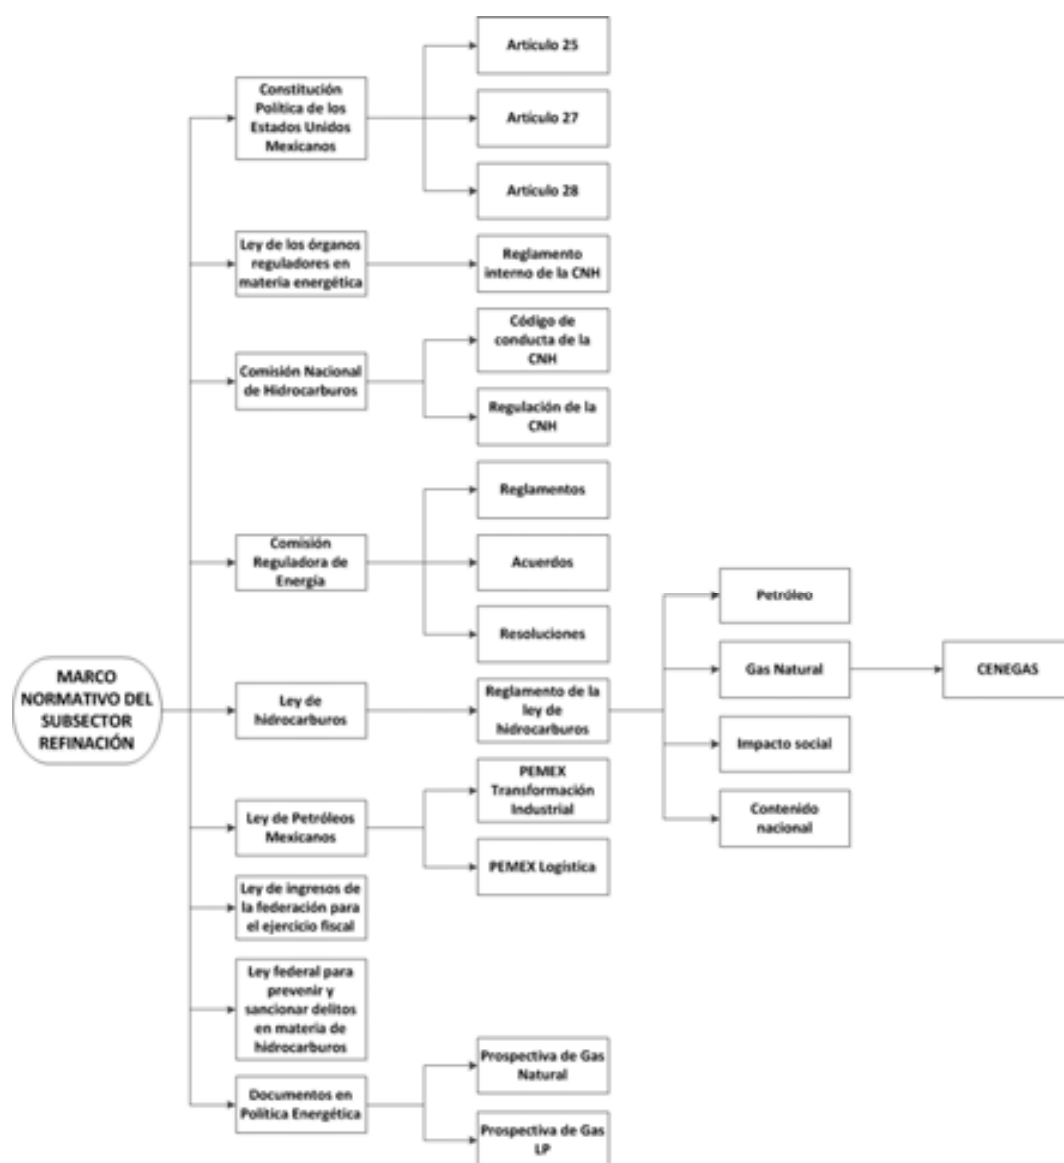 Artículo 25
Constitución
Política de los
Estados Unidos
Mexicanos
Artículo 27
Artículo 28
Ley de los órganos
reguladores en
materia energética
Reglamento
interno de la CNH
Código de
conducta de la
CNH
Comisión Nacional
de Hidrocarburos
Regulación de la
CNH
Reglamentos
Comisión
Reguladora de
Energía
Acuerdos
Resoluciones
Petróleo
MARCO
NORMATIVO DEL
SUBSECTOR
REFINACIÓN
Ley de
hidrocarburos
Reglamento de la
ley de
hidrocarburos
Gas Natural
CENEGAS
Impacto social
Contenido
nacional
Ley de Petróleos
Mexicanos
PEMEX
Transformación
Industrial
PEMEX Logística
Ley de ingresos de
la federación para
el ejercicio fiscal
Ley federal para
prevenir y
sancionar delitos
en materia de
hidrocarburos
Documentos en
Política Energética
Prospectiva de Gas
Natural
Prospectiva de Gas
LP